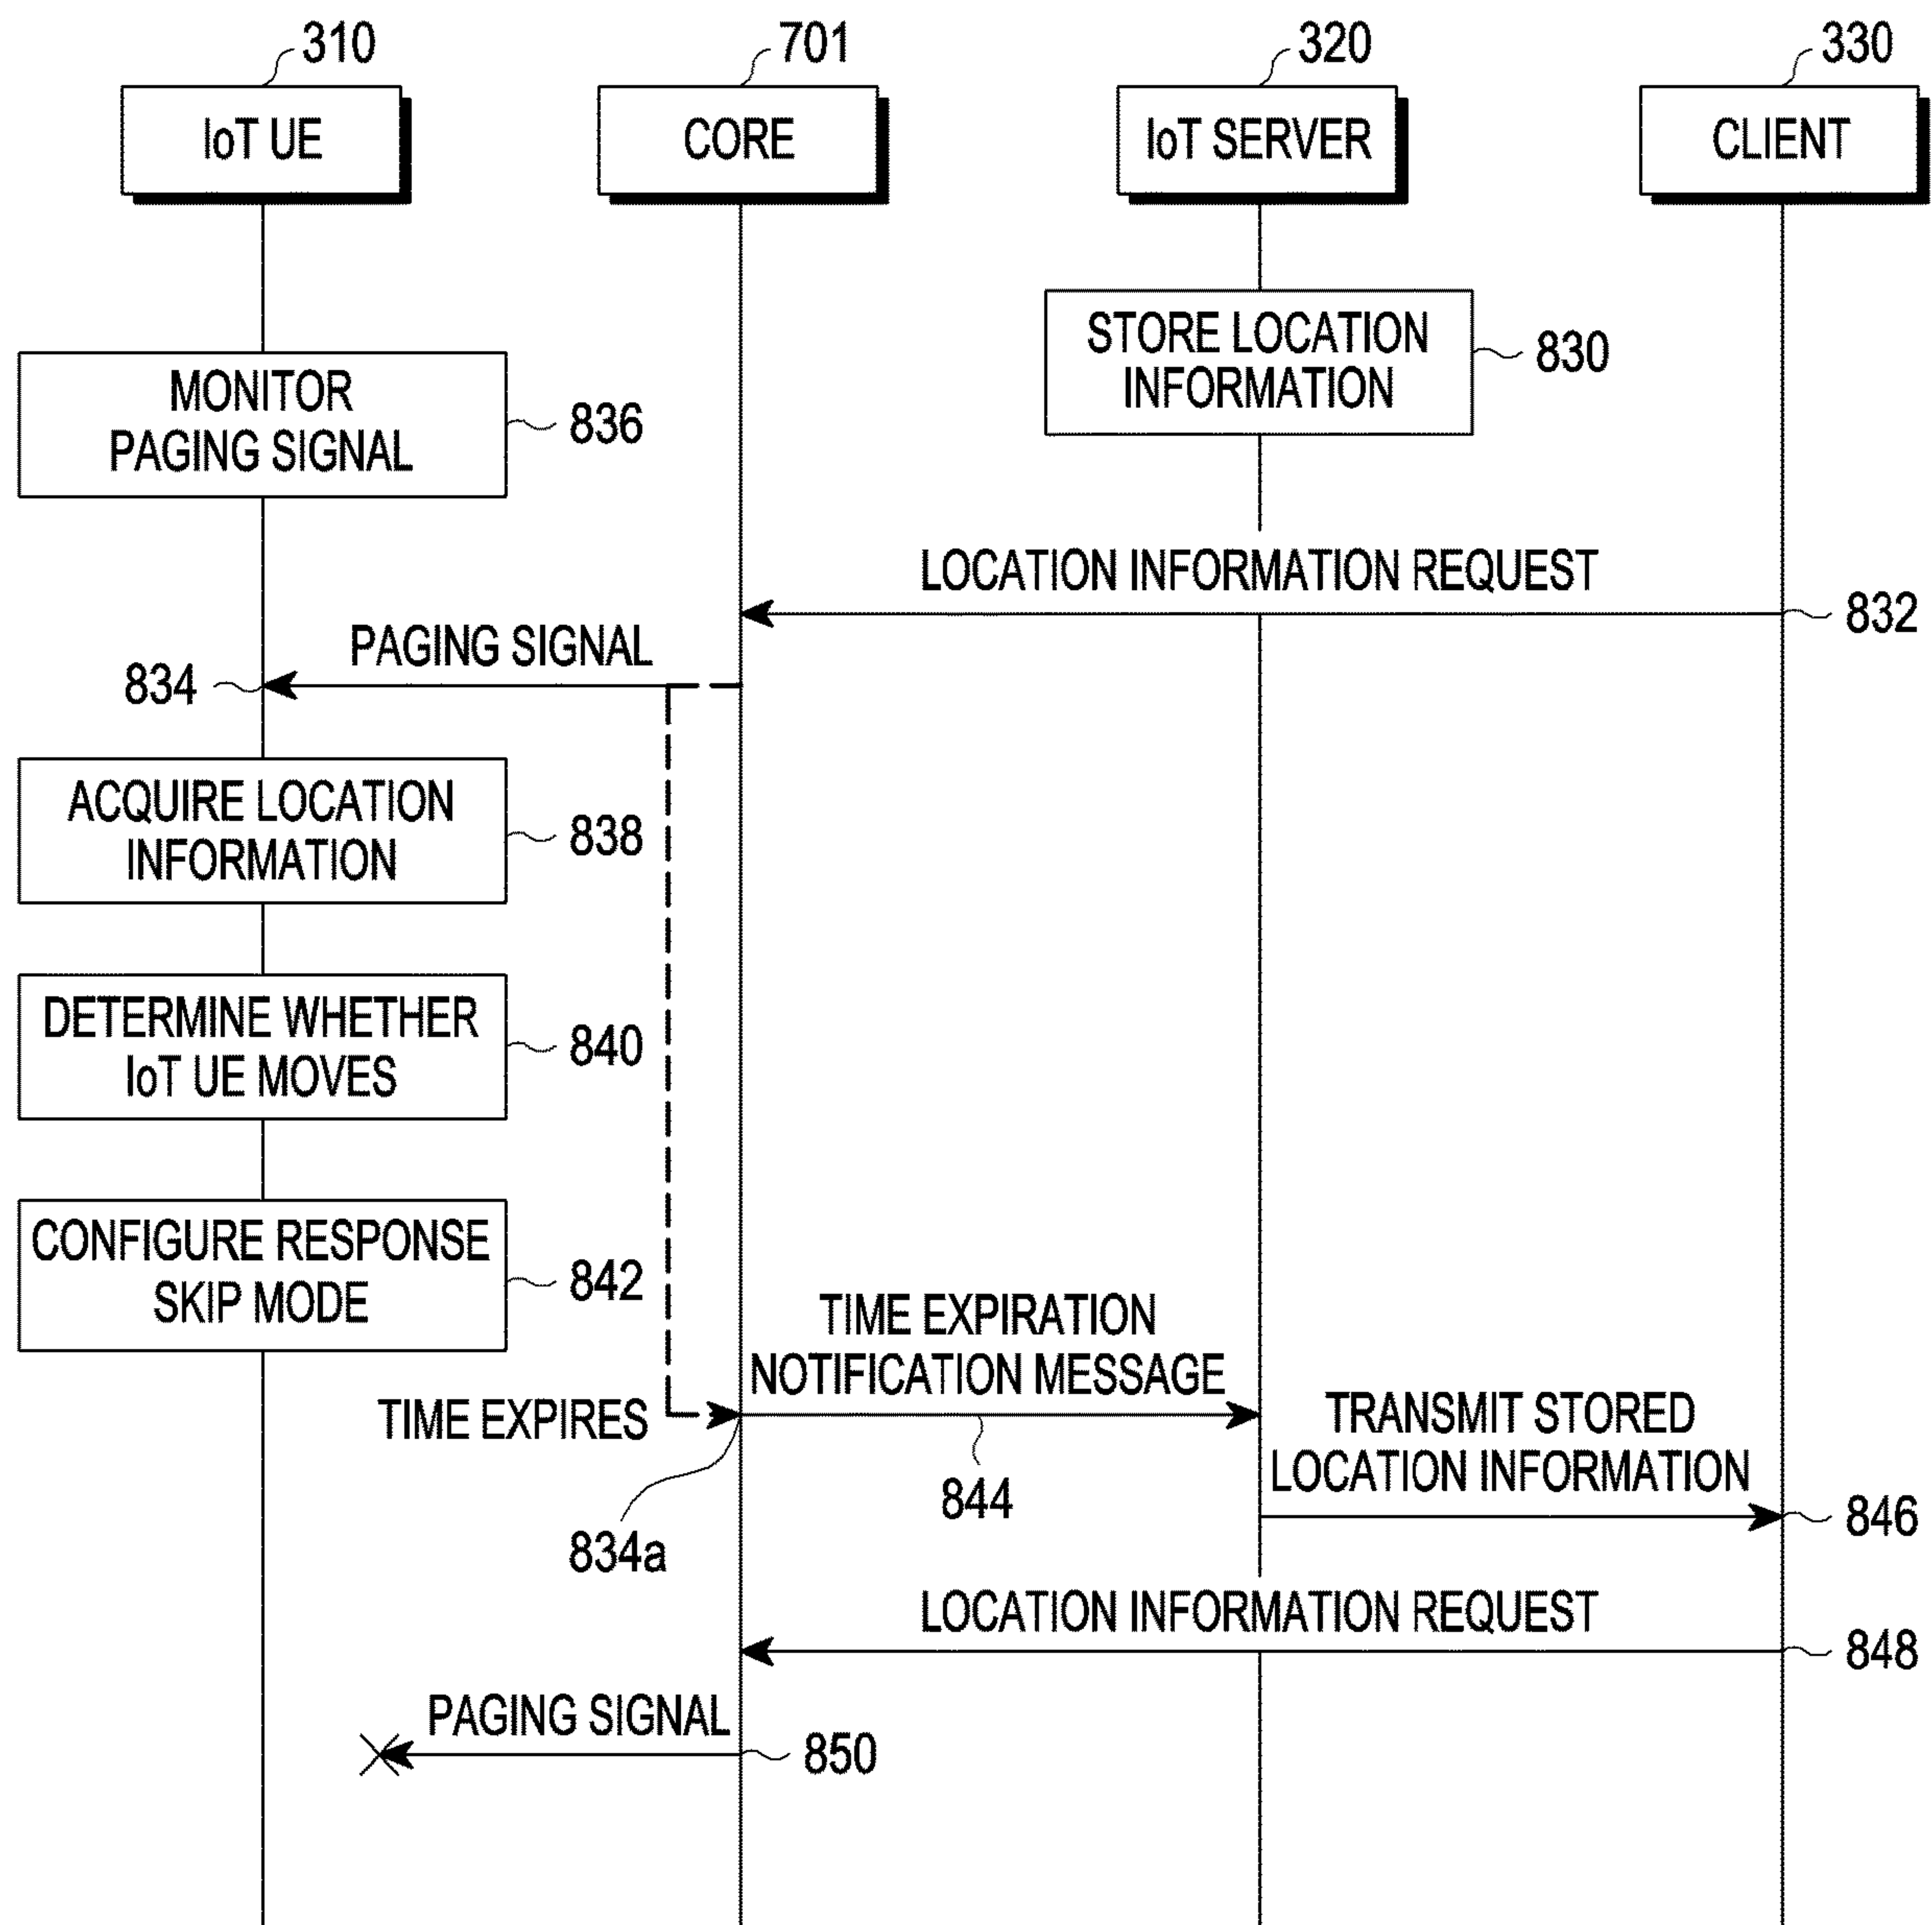 310
701
320
330
IoT UE
CORE
IoT SERVER
CLIENT
STORE LOCATION
INFORMATION
830
MONITOR
PAGING SIGNAL
836
LOCATION INFORMATION REQUEST
832
PAGING SIGNAL
834
ACQUIRE LOCATION
INFORMATION
838
DETERMINE WHETHER
IoT UE MOVES
840
CONFIGURE RESPONSE
SKIP MODE
842
TIME EXPIRATION
NOTIFICATION MESSAGE
TIME EXPIRES
844
834a
TRANSMIT STORED
LOCATION INFORMATION
846
LOCATION INFORMATION REQUEST
848
PAGING SIGNAL
850